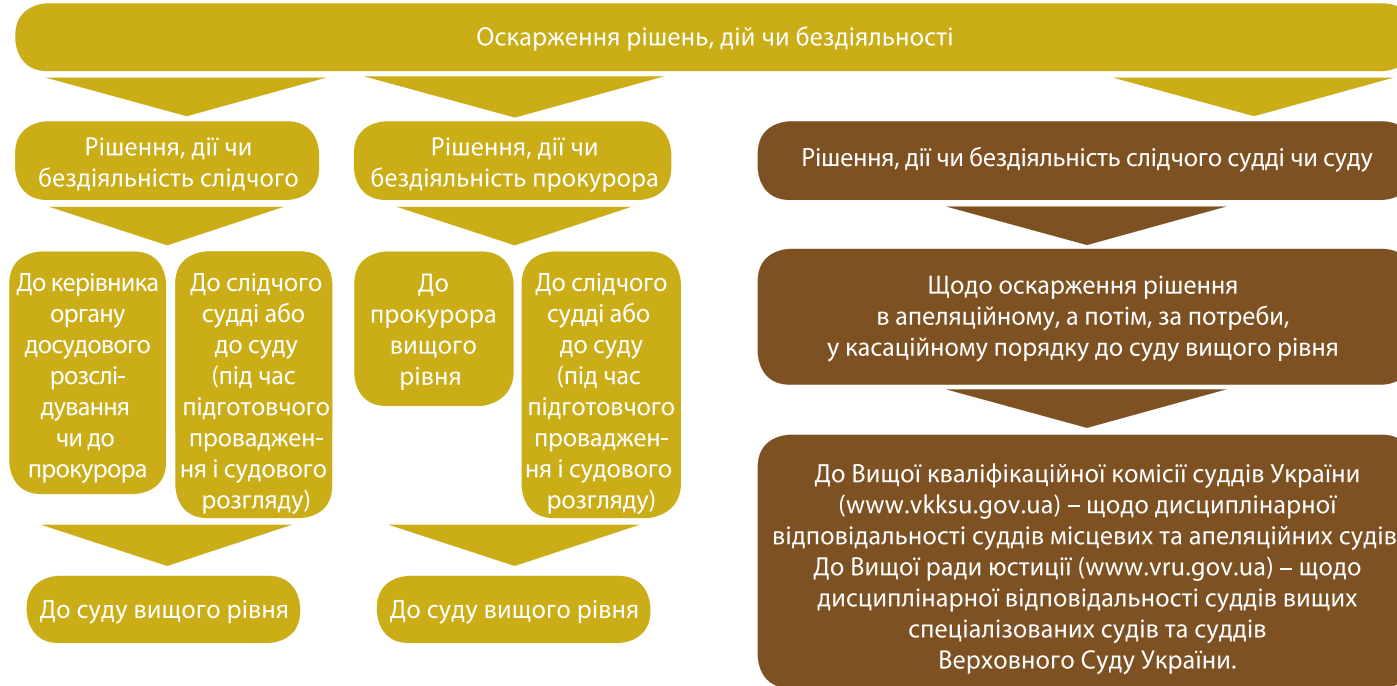 Оскарження рішень, дій чи бездіяльності
Рішення, дії чи
бездіяльність слідчого
Рішення, дії чи
бездіяльність прокурора
Рішення, дії чи бездіяльність слідчого судді чи суду
До керівника
органу
досудового
розслі-
дування
чи до
прокурора
До слідчого
судді або
до суду
(під час
підготовчого
проваджен-
ня і судового
розгляду)
До
прокурора
вищого
рівня
До слідчого
судді або
до суду
(під час
підготовчого
проваджен-
ня і судового
розгляду)
Щодо оскарження рішення
в апеляційному, а потім, за потреби,
у касаційному порядку до суду вищого рівня
До суду вищого рівня
До суду вищого рівня
До Вищої кваліфікаційної комісії суддів України
(www.vkksu.gov.ua) – щодо дисциплінарної
відповідальності суддів місцевих та апеляційних судів
До Вищої ради юстиції (www.vru.gov.ua) – щодо
дисциплінарної відповідальності суддів вищих
спеціалізованих судів та суддів
Верховного Суду України.